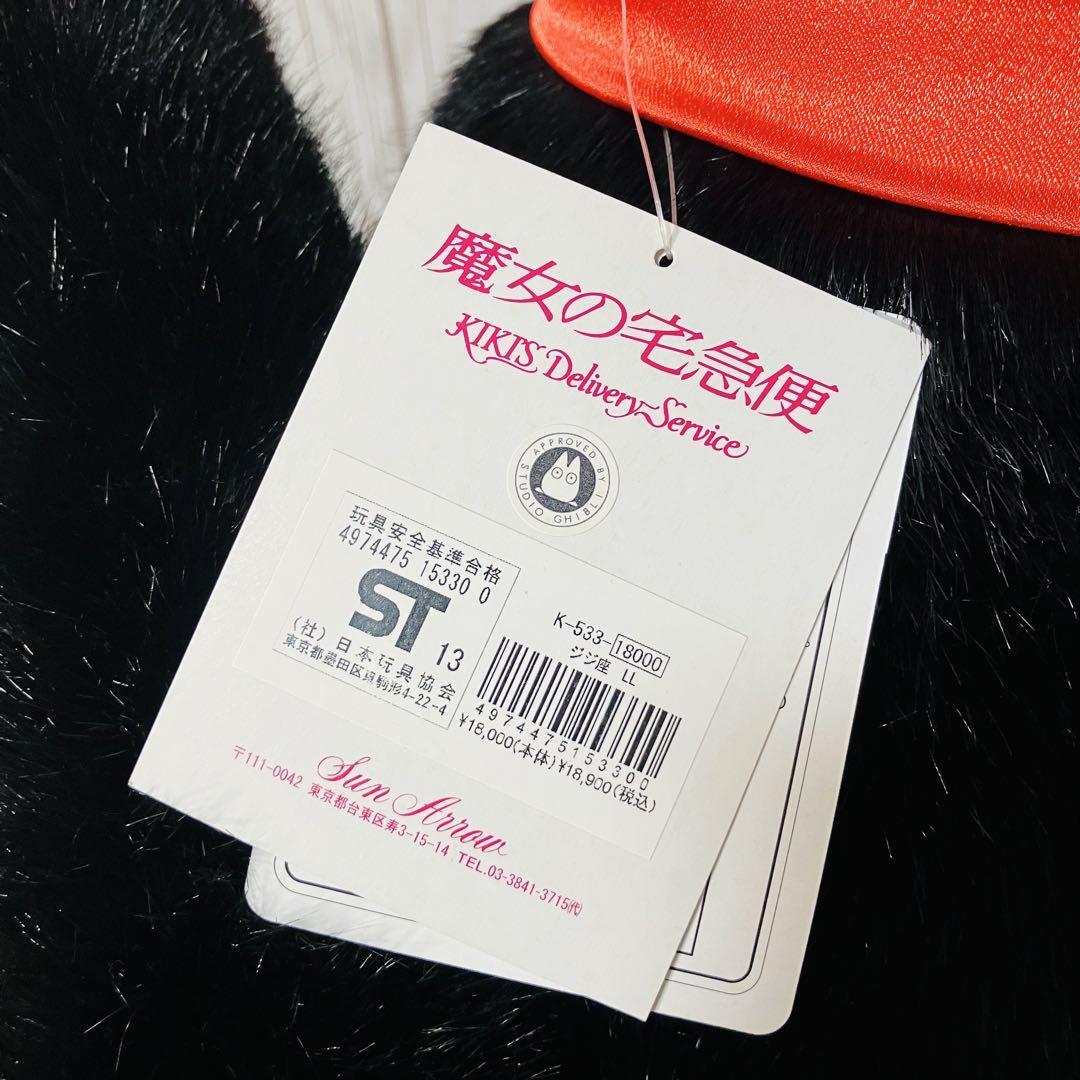 魔女の宅急便
KIKI'S Delivery Service
APPROVED BY
STUDIO GHIBLI
玩具安全基準合格
4974475 15330 0
ST 13
(社)日本玩具協会
東京都墨田区東駒形4-22-4
K-533-18000
ジジ座 LL
4974475153300
¥18,000(本体)¥18,900(税込)
Sun Arrow
〒111-0042 東京都台東区寿3-15-14 TEL.03-3841-3715(代)